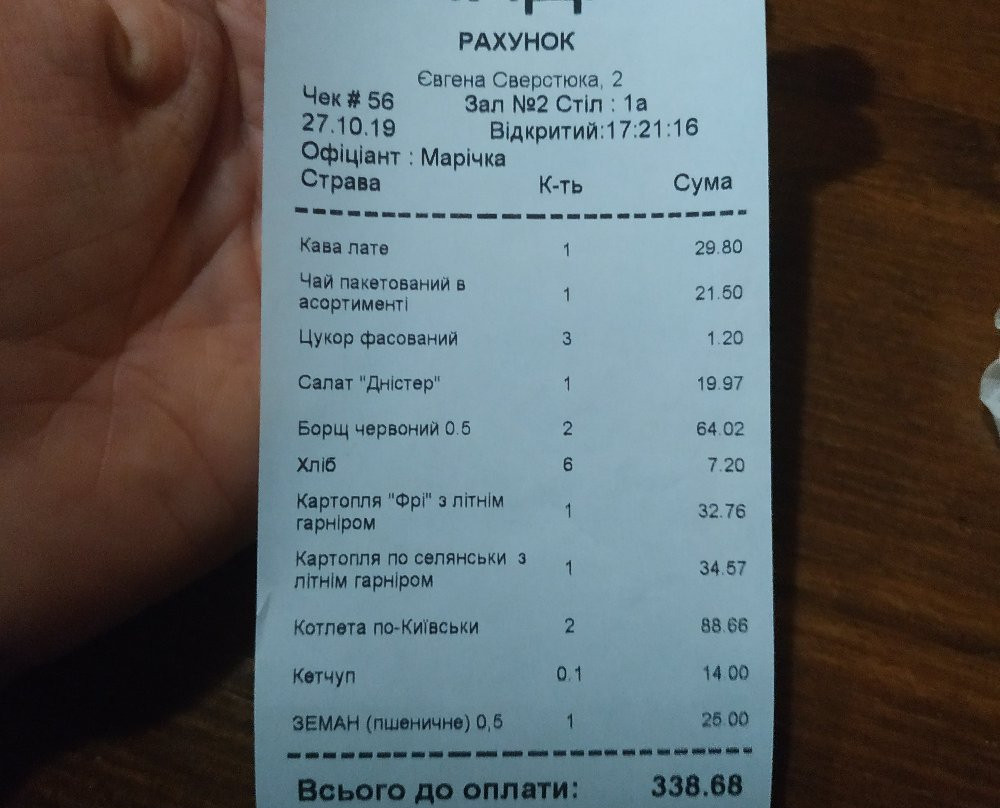 РАХУНОК
Євгена Сверстюка, 2
Чек # 56 Зал №2 Стіл : 1а
27.10.19 Відкритий:17:21:16
Офіціант : Марічка
Страва К-ть Сума
Кава лате 1 29.80
Чай пакетований в
асортименті 1 21.50
Цукор фасований 3 1.20
Салат "Дністер" 1 19.97
Борщ червоний 0.5 2 64.02
Хліб 6 7.20
Картопля "Фрі" з літнім
гарніром 1 32.76
Картопля по селянськи з
літнім гарніром 1 34.57
Котлета по-Київськи 2 88.66
Кетчуп 0.1 14.00
ЗЕМАН (пшеничне) 0,5 1 25.00
Всього до оплати: 338.68